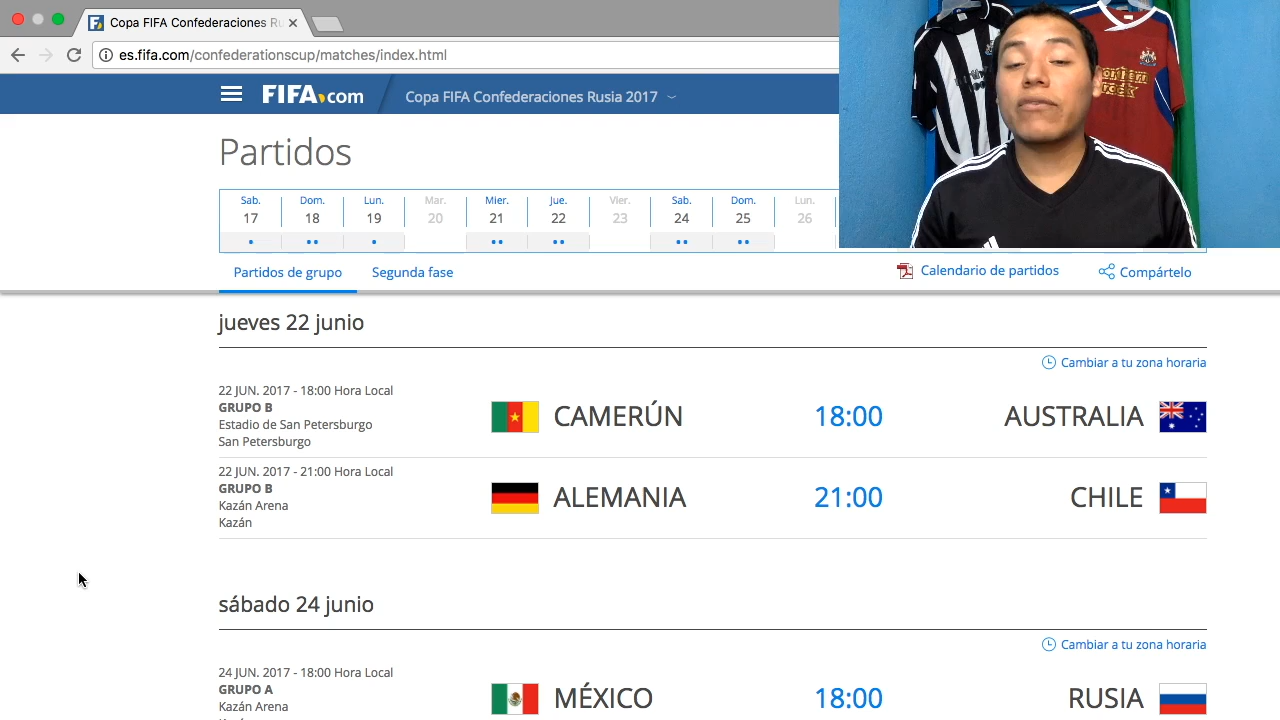 Copa FIFA Confederaciones Ru
es.fifa.com/confederationscup/matches/index.html
FIFA.com
Copa FIFA Confederaciones Rusia 2017
Partidos
Sab. Dom. Lun. Mar. Mier. Jue. Vier. Sab. Dom. Lun.
17 18 19 20 21 22 23 24 25 26
Partidos de grupo Segunda fase Calendario de partidos Compártelo
jueves 22 junio
Cambiar a tu zona horaria
22 JUN. 2017 - 18:00 Hora Local
GRUPO B
Estadio de San Petersburgo
San Petersburgo
CAMERÚN 18:00 AUSTRALIA
22 JUN. 2017 - 21:00 Hora Local
GRUPO B
Kazán Arena
Kazán
ALEMANIA 21:00 CHILE
sábado 24 junio
Cambiar a tu zona horaria
24 JUN. 2017 - 18:00 Hora Local
GRUPO A
Kazán Arena
MÉXICO 18:00 RUSIA